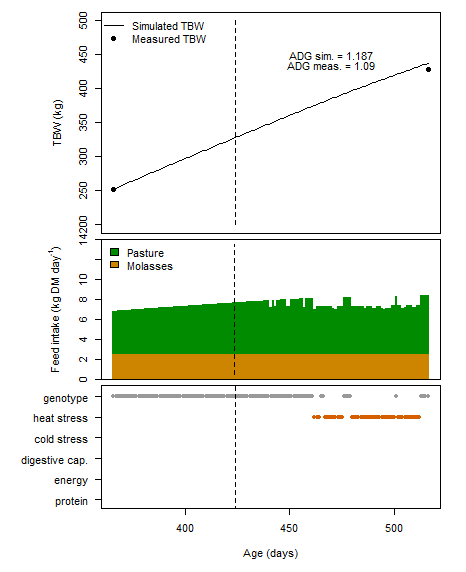 500
Simulated TBW
Measured TBW
ADG sim. = 1.187
ADG meas. = 1.09
450
400
350
300
250
200
TBW (kg)
14
Pasture
Molasses
10
8
6
4
2
0
Feed intake (kg DM day⁻¹)
genotype
heat stress
cold stress
digestive cap.
energy
protein
400 450 500
Age (days)